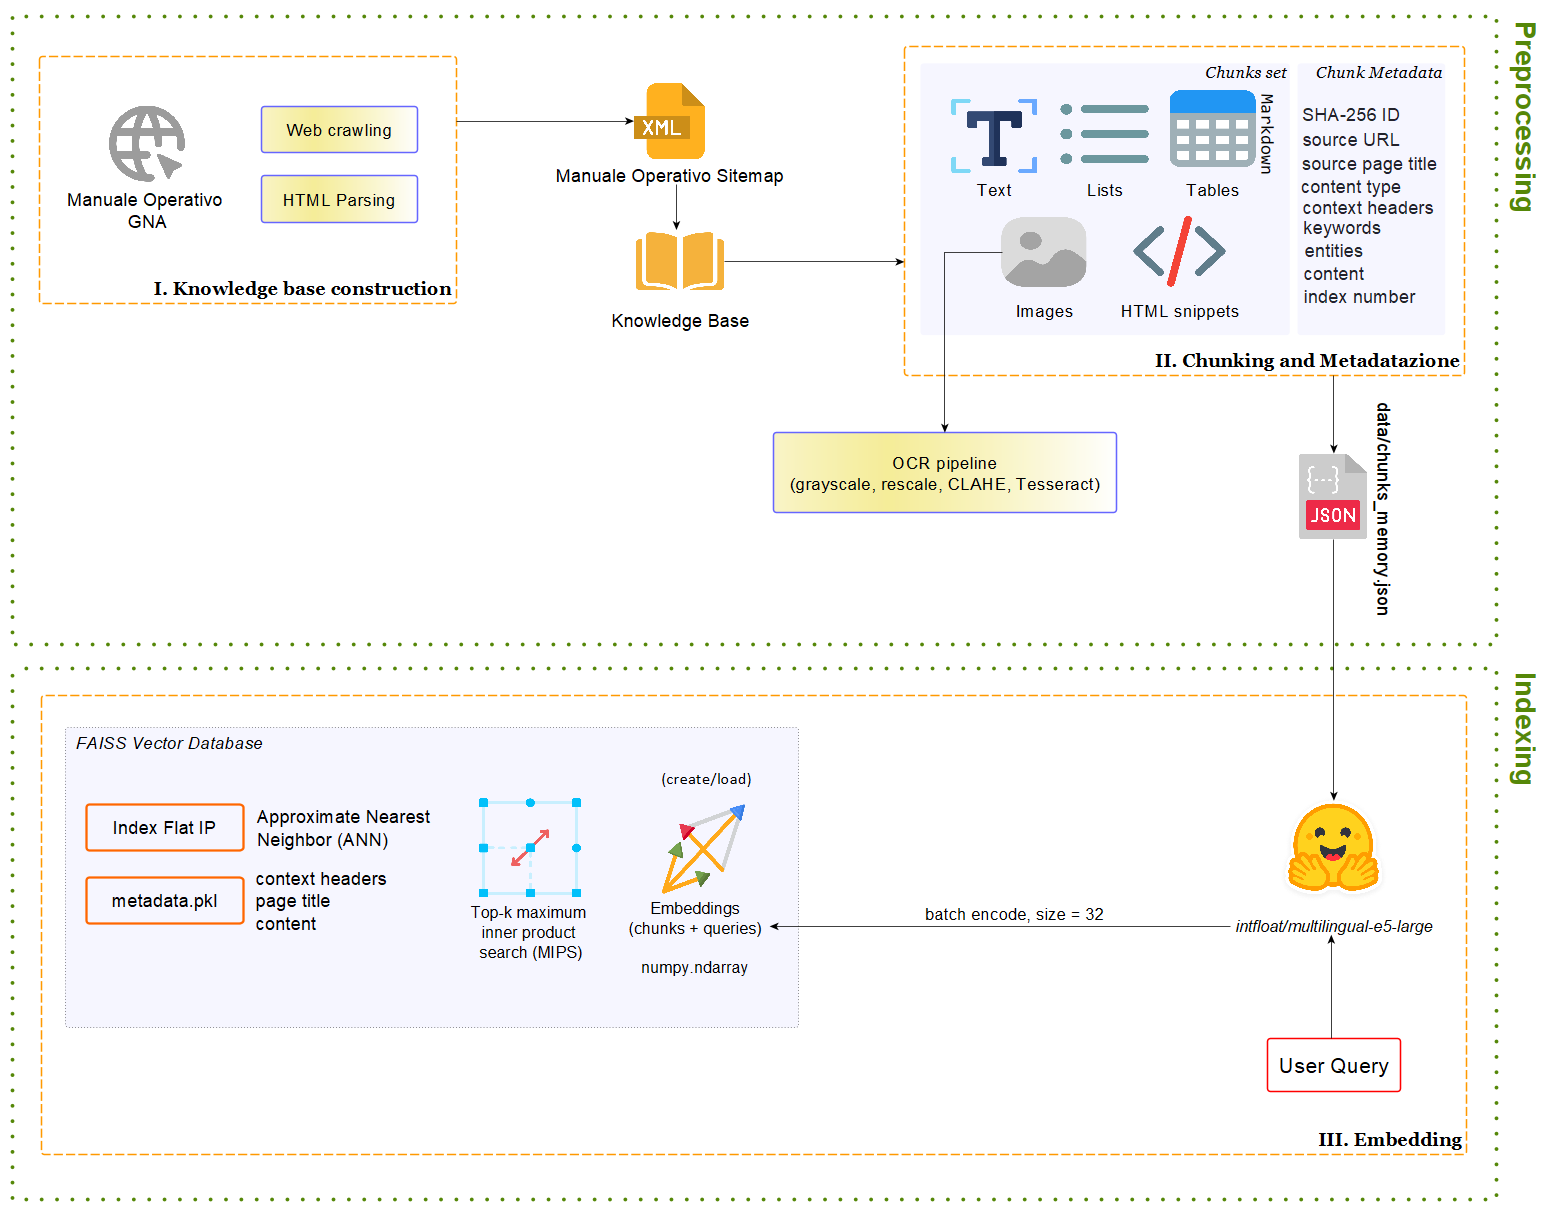 Preprocessing
Manuale Operativo
GNA
Web crawling
HTML Parsing
I. Knowledge base construction
XML
Manuale Operativo Sitemap
Knowledge Base
Chunks set
Text
Lists
Tables
Markdown
Images
HTML snippets
Chunk Metadata
SHA-256 ID
source URL
source page title
content type
context headers
keywords
entities
content
index number
II. Chunking and Metadatazione
OCR pipeline
(grayscale, rescale, CLAHE, Tesseract)
{---}
JSON
data/chunks_memory.json
Indexing
FAISS Vector Database
Index Flat IP
Approximate Nearest
Neighbor (ANN)
metadata.pkl
context headers
page title
content
Top-k maximum
inner product
search (MIPS)
(create/load)
Embeddings
(chunks + queries)
numpy.ndarray
batch encode, size = 32
intfloat/multilingual-e5-large
User Query
III. Embedding